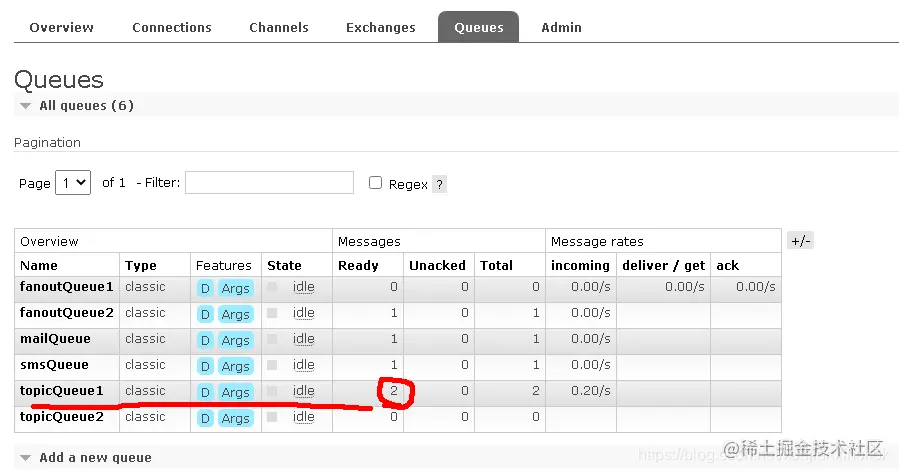 Overview Connections Channels Exchanges Queues Admin
Queues
All queues (6)
Pagination
Page 1 of 1 - Filter: Regex ?
Overview Messages Message rates +/-
Name Type Features State Ready Unacked Total incoming deliver / get ack
fanoutQueue1 classic D Args idle 0 0 0 0.00/s 0.00/s 0.00/s
fanoutQueue2 classic D Args idle 1 0 1 0.00/s
mailQueue classic D Args idle 1 0 1 0.00/s
smsQueue classic D Args idle 1 0 1 0.00/s
topicQueue1 classic D Args idle 2 0 2 0.20/s
topicQueue2 classic D Args idle 0 0 0
Add a new queue
@稀土掘金技术社区